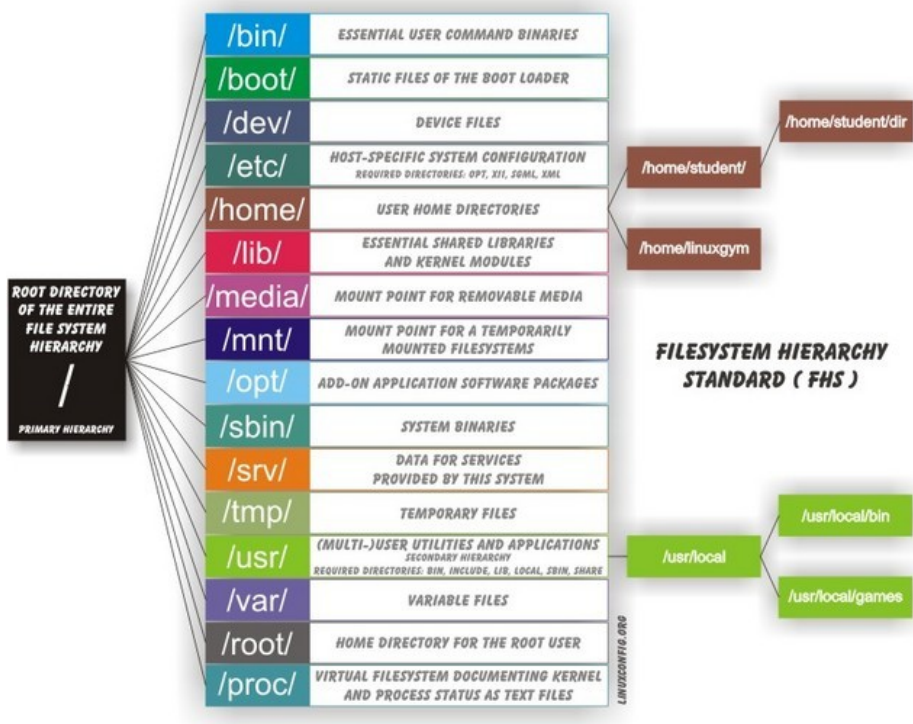 ROOT DIRECTORY
OF THE ENTIRE
FILE SYSTEM
HIERARCHY
/
PRIMARY HIERARCHY
/bin/
ESSENTIAL USER COMMAND BINARIES
/boot/
STATIC FILES OF THE BOOT LOADER
/dev/
DEVICE FILES
/etc/
HOST-SPECIFIC SYSTEM CONFIGURATION
REQUIRED DIRECTORIES: OPT, XII, SGML, XML
/home/
USER HOME DIRECTORIES
/lib/
ESSENTIAL SHARED LIBRARIES
AND KERNEL MODULES
/media/
MOUNT POINT FOR REMOVABLE MEDIA
/mnt/
MOUNT POINT FOR A TEMPORARILY
MOUNTED FILESYSTEMS
/opt/
ADD-ON APPLICATION SOFTWARE PACKAGES
/sbin/
SYSTEM BINARIES
/srv/
DATA FOR SERVICES
PROVIDED BY THIS SYSTEM
/tmp/
TEMPORARY FILES
/usr/
(MULTI-)USER UTILITIES AND APPLICATIONS
SECONDARY HIERARCHY
REQUIRED DIRECTORIES: BIN, INCLUDE, LIB, LOCAL, SBIN, SHARE
/var/
VARIABLE FILES
/root/
HOME DIRECTORY FOR THE ROOT USER
/proc/
VIRTUAL FILESYSTEM DOCUMENTING KERNEL
AND PROCESS STATUS AS TEXT FILES
/home/student/
/home/student/dir
/home/linuxgym
FILESYSTEM HIERARCHY
STANDARD ( FHS )
/usr/local
/usr/local/bin
/usr/local/games
LINUXCONFIG.ORG